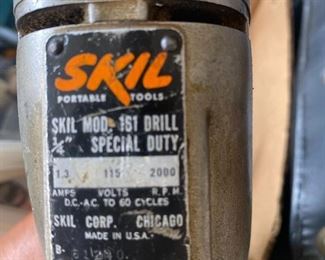 SKIL
PORTABLE TOOLS
SKIL MOD. 151 DRILL
1/4" SPECIAL DUTY
1.3 115 2000
AMPS VOLTS R.P.M.
D.C.-A.C. TO 60 CYCLES
SKIL CORP. CHICAGO
MADE IN U.S.A.
B-